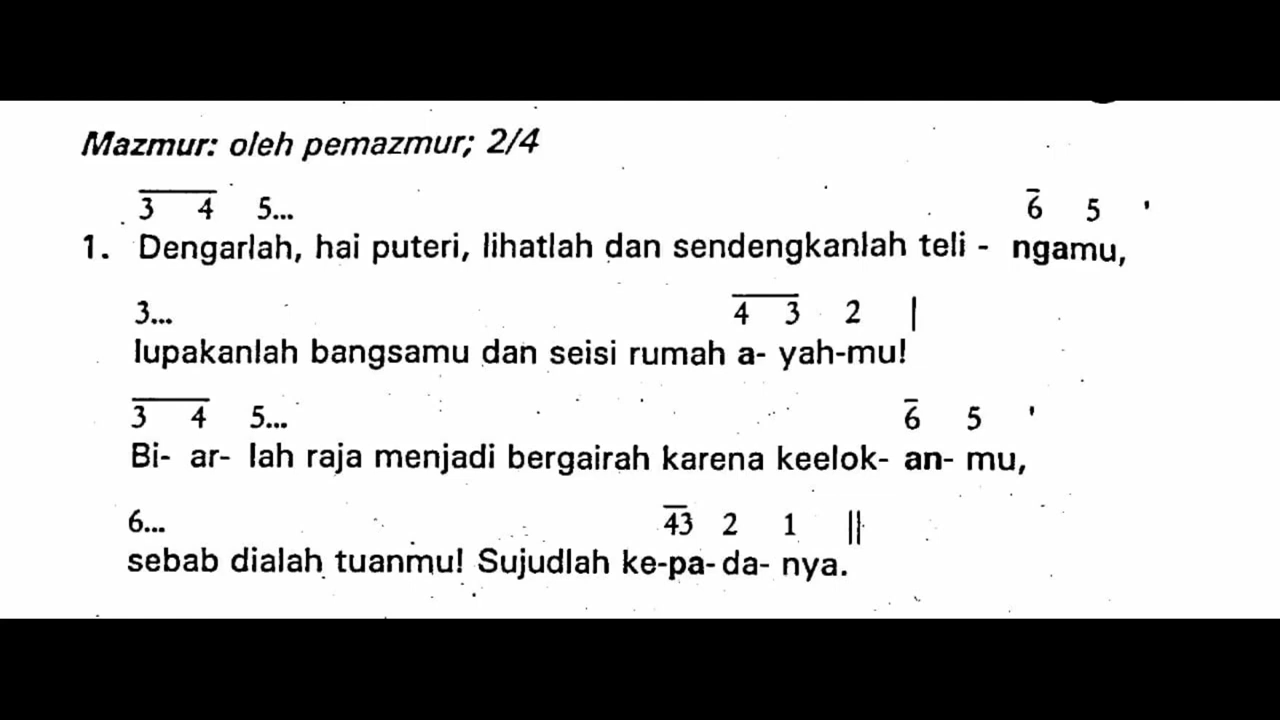 Mazmur: oleh pemazmur; 2/4
3 4 5... 6 5 '
1. Dengarlah, hai puteri, lihatlah dan sendengkanlah teli - ngamu,
3... 4 3 2 |
lupakanlah bangsamu dan seisi rumah a- yah-mu!
3 4 5... 6 5 '
Bi- ar- lah raja menjadi bergairah karena keelok- an- mu,
6... 43 2 1 ||
sebab dialah tuanmu! Sujudlah ke-pa- da- nya.